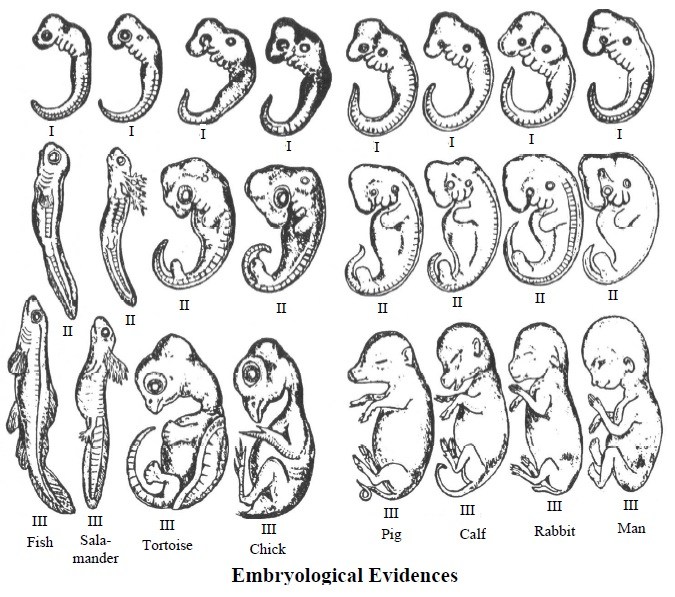 I I I I I I I I
II II II II II II II II
III III III III III III III III
Fish Sala- Tortoise Chick Pig Calf Rabbit Man
mander
Embryological Evidences